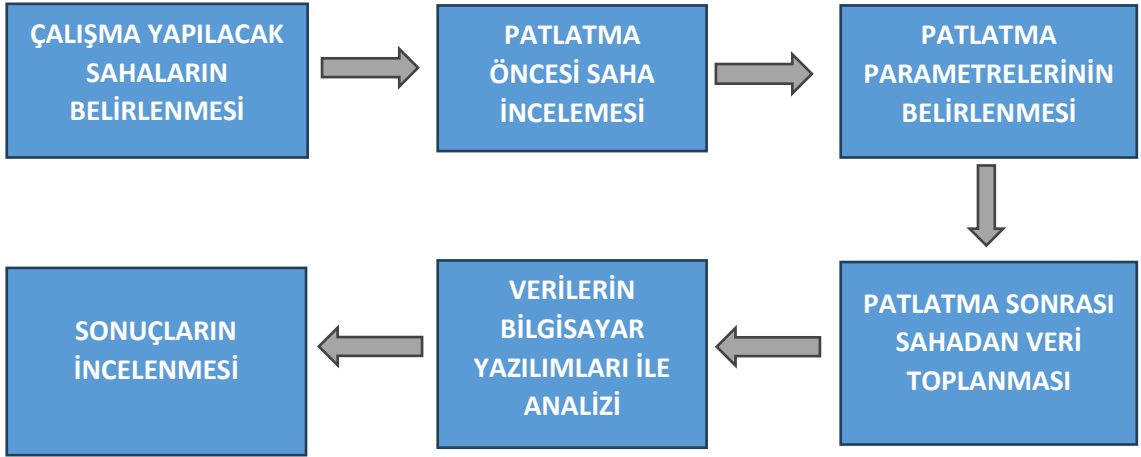 ÇALIŞMA YAPILACAK
SAHALARIN
BELİRLENMESİ
PATLATMA
ÖNCESİ SAHA
İNCELEMESİ
PATLATMA
PARAMETRELERİNİN
BELİRLENMESİ
PATLATMA SONRASI
SAHADAN VERİ
TOPLANMASI
VERİLERİN
BİLGİSAYAR
YAZILIMLARI İLE
ANALİZİ
SONUÇLARIN
İNCELENMESİ